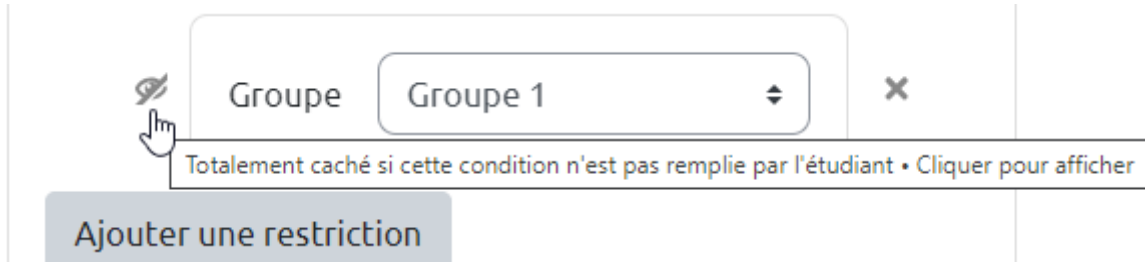 Groupe
Groupe 1
Totalement caché si cette condition n'est pas remplie par l'étudiant • Cliquer pour afficher
Ajouter une restriction